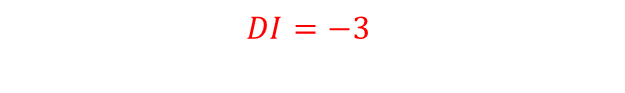 DI = −3